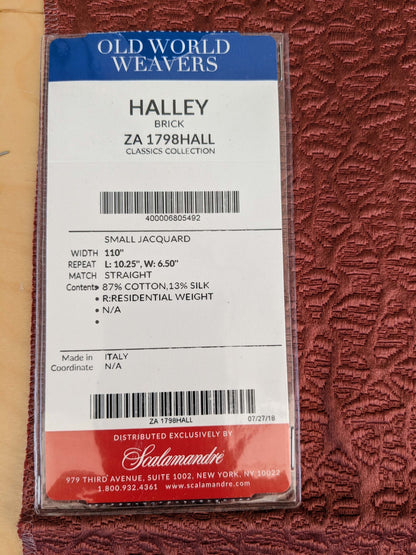 OLD WORLD
WEAVERS
HALLEY
BRICK
ZA 1798HALL
CLASSICS COLLECTION
400006805492
SMALL JACQUARD
WIDTH 110"
REPEAT L: 10.25", W: 6.50"
MATCH STRAIGHT
Contents 87% COTTON,13% SILK
• R:RESIDENTIAL WEIGHT
• N/A
•
Made in ITALY
Coordinate N/A
ZA 1798HALL 07/27/18
DISTRIBUTED EXCLUSIVELY BY
Scalamandré
979 THIRD AVENUE, SUITE 1002, NEW YORK, NY 10022
1.800.932.4361 www.scalamandre.com